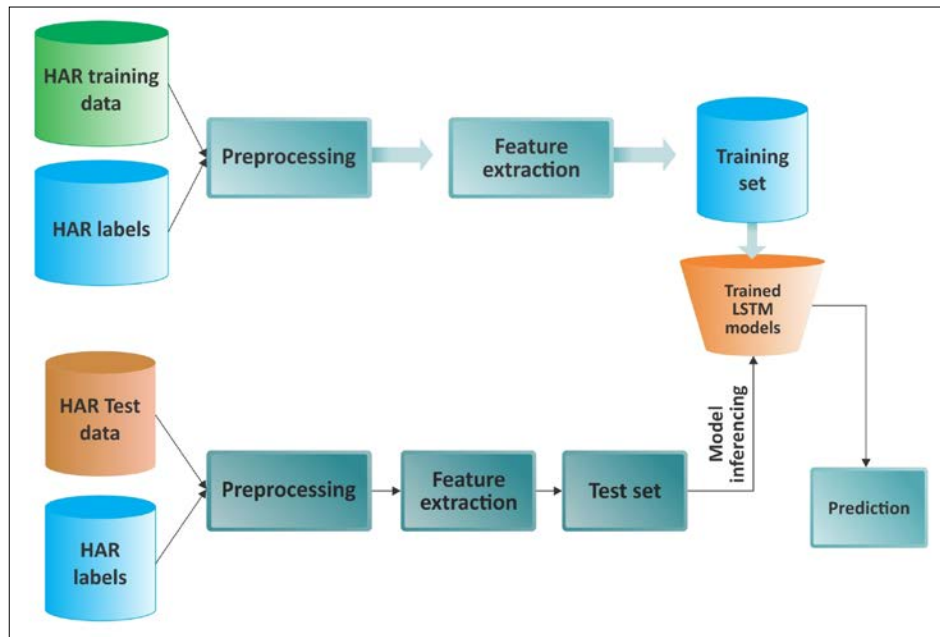 HAR training
data
Preprocessing
Feature
extraction
Training
set
HAR labels
Trained
LSTM
models
HAR Test
data
Model
inferencing
Preprocessing
Feature
extraction
Test set
Prediction
HAR
labels